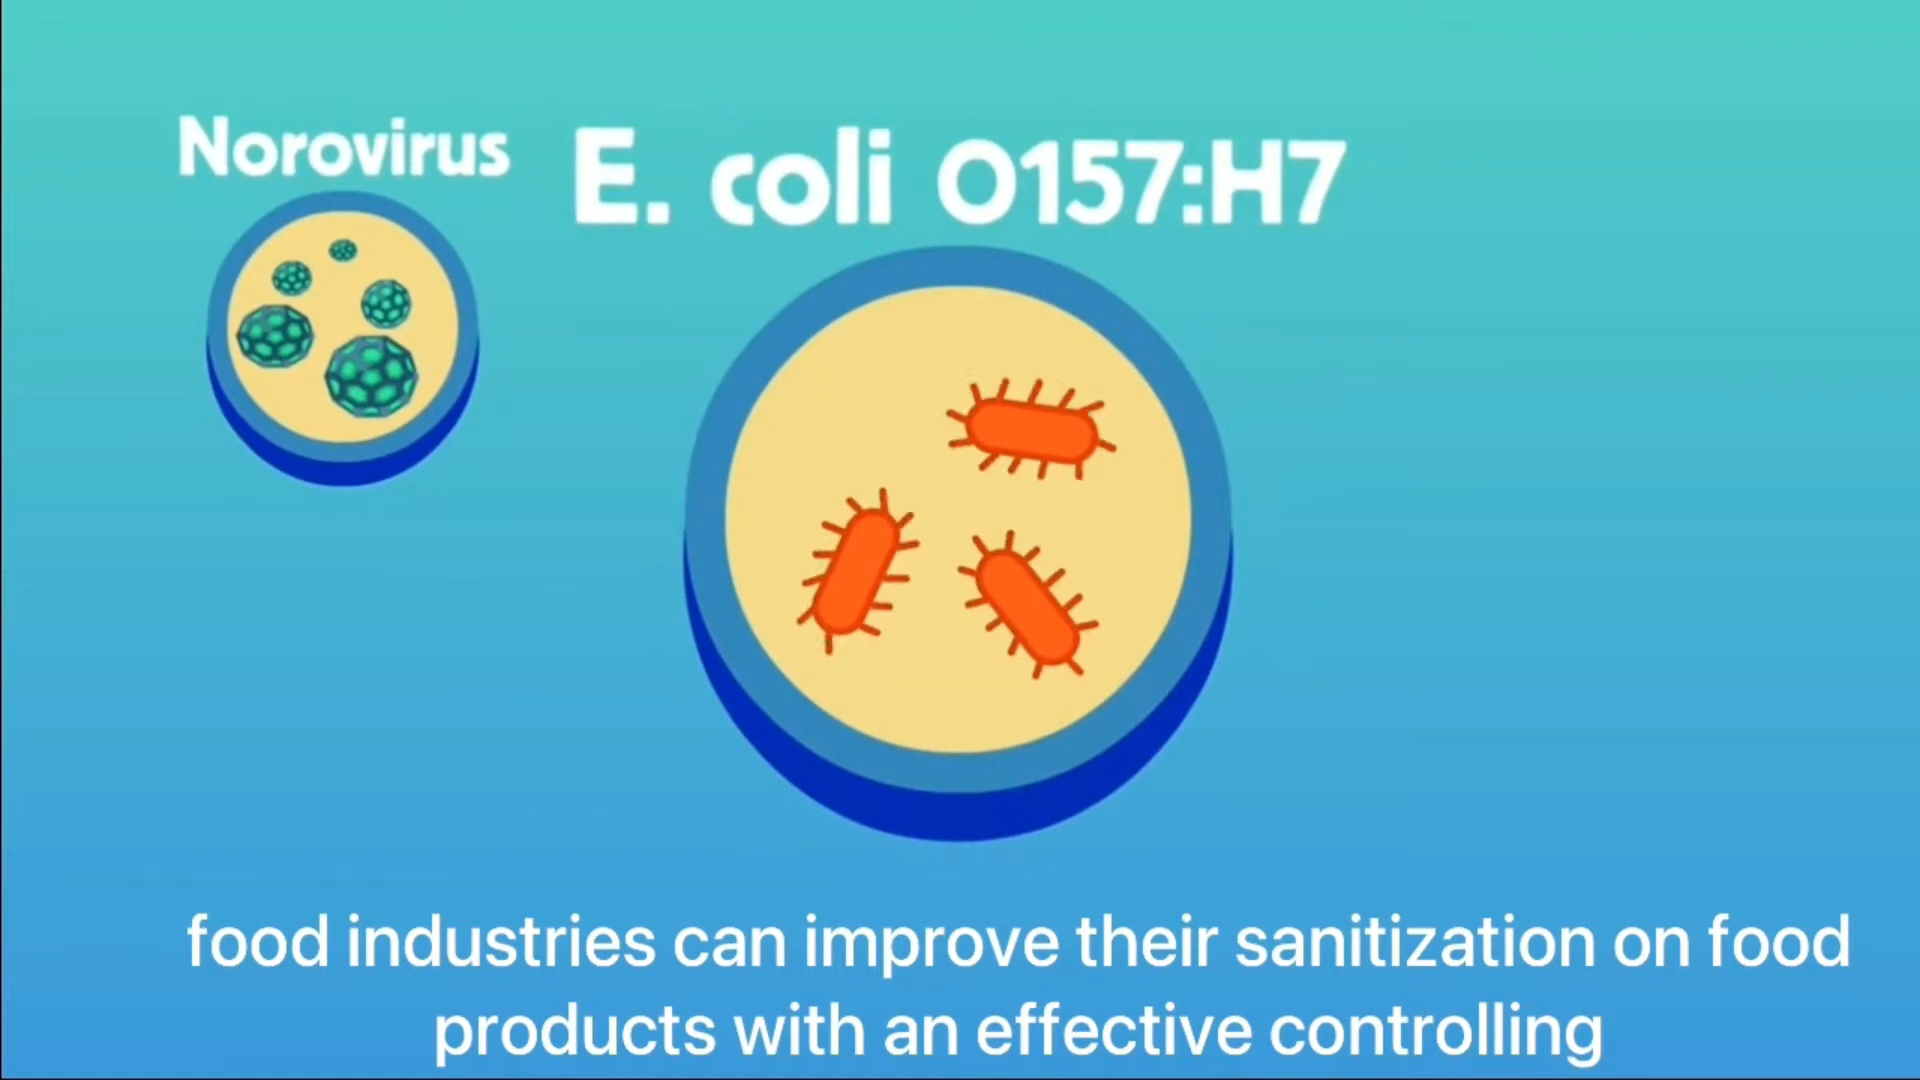 Norovirus
E. coli O157:H7
food industries can improve their sanitization on food
products with an effective controlling